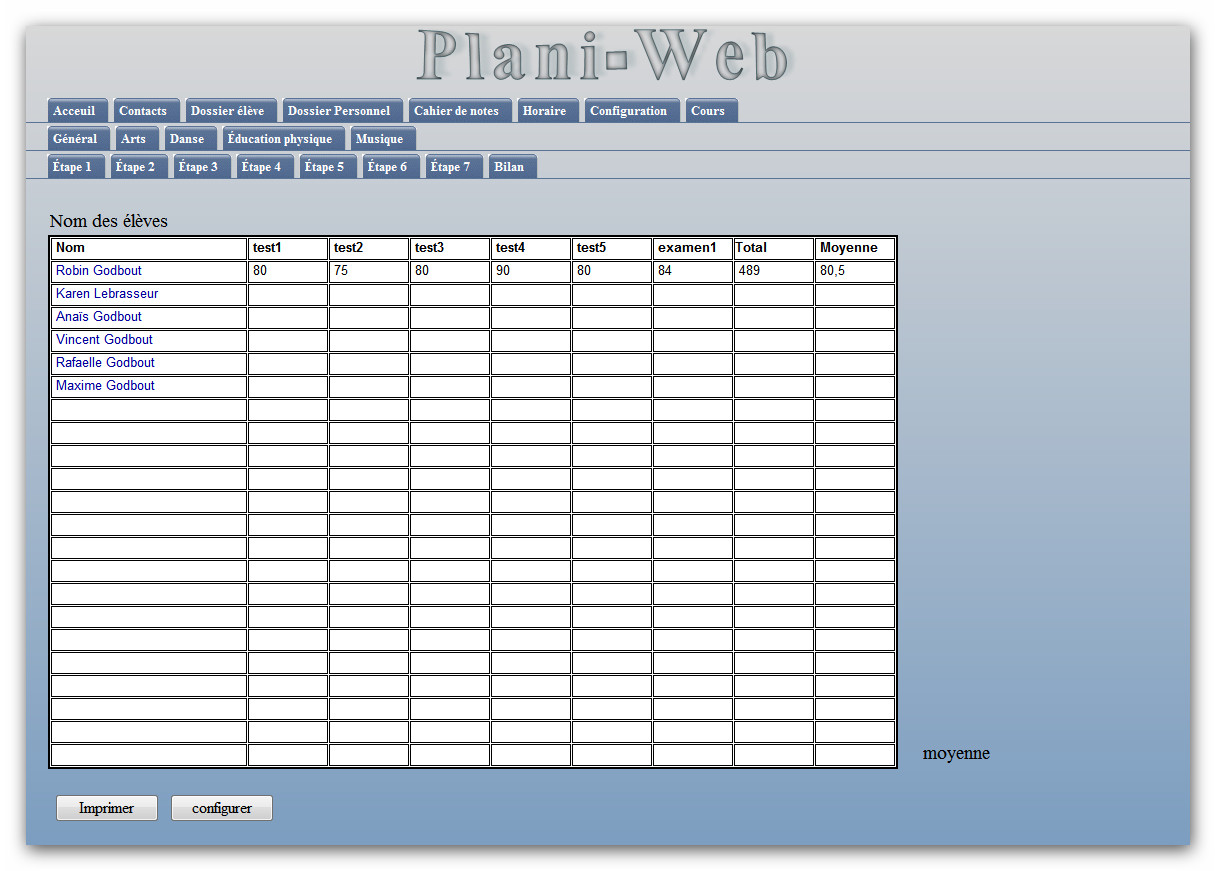 Plani-Web
Acceuil Contacts Dossier élève Dossier Personnel Cahier de notes Horaire Configuration Cours
Général Arts Danse Éducation physique Musique
Étape 1 Étape 2 Étape 3 Étape 4 Étape 5 Étape 6 Étape 7 Bilan
Nom des élèves
Nom test1 test2 test3 test4 test5 examen1 Total Moyenne
Robin Godbout 80 75 80 90 80 84 489 80,5
Karen Lebrasseur
Anaïs Godbout
Vincent Godbout
Rafaelle Godbout
Maxime Godbout
moyenne
Imprimer configurer